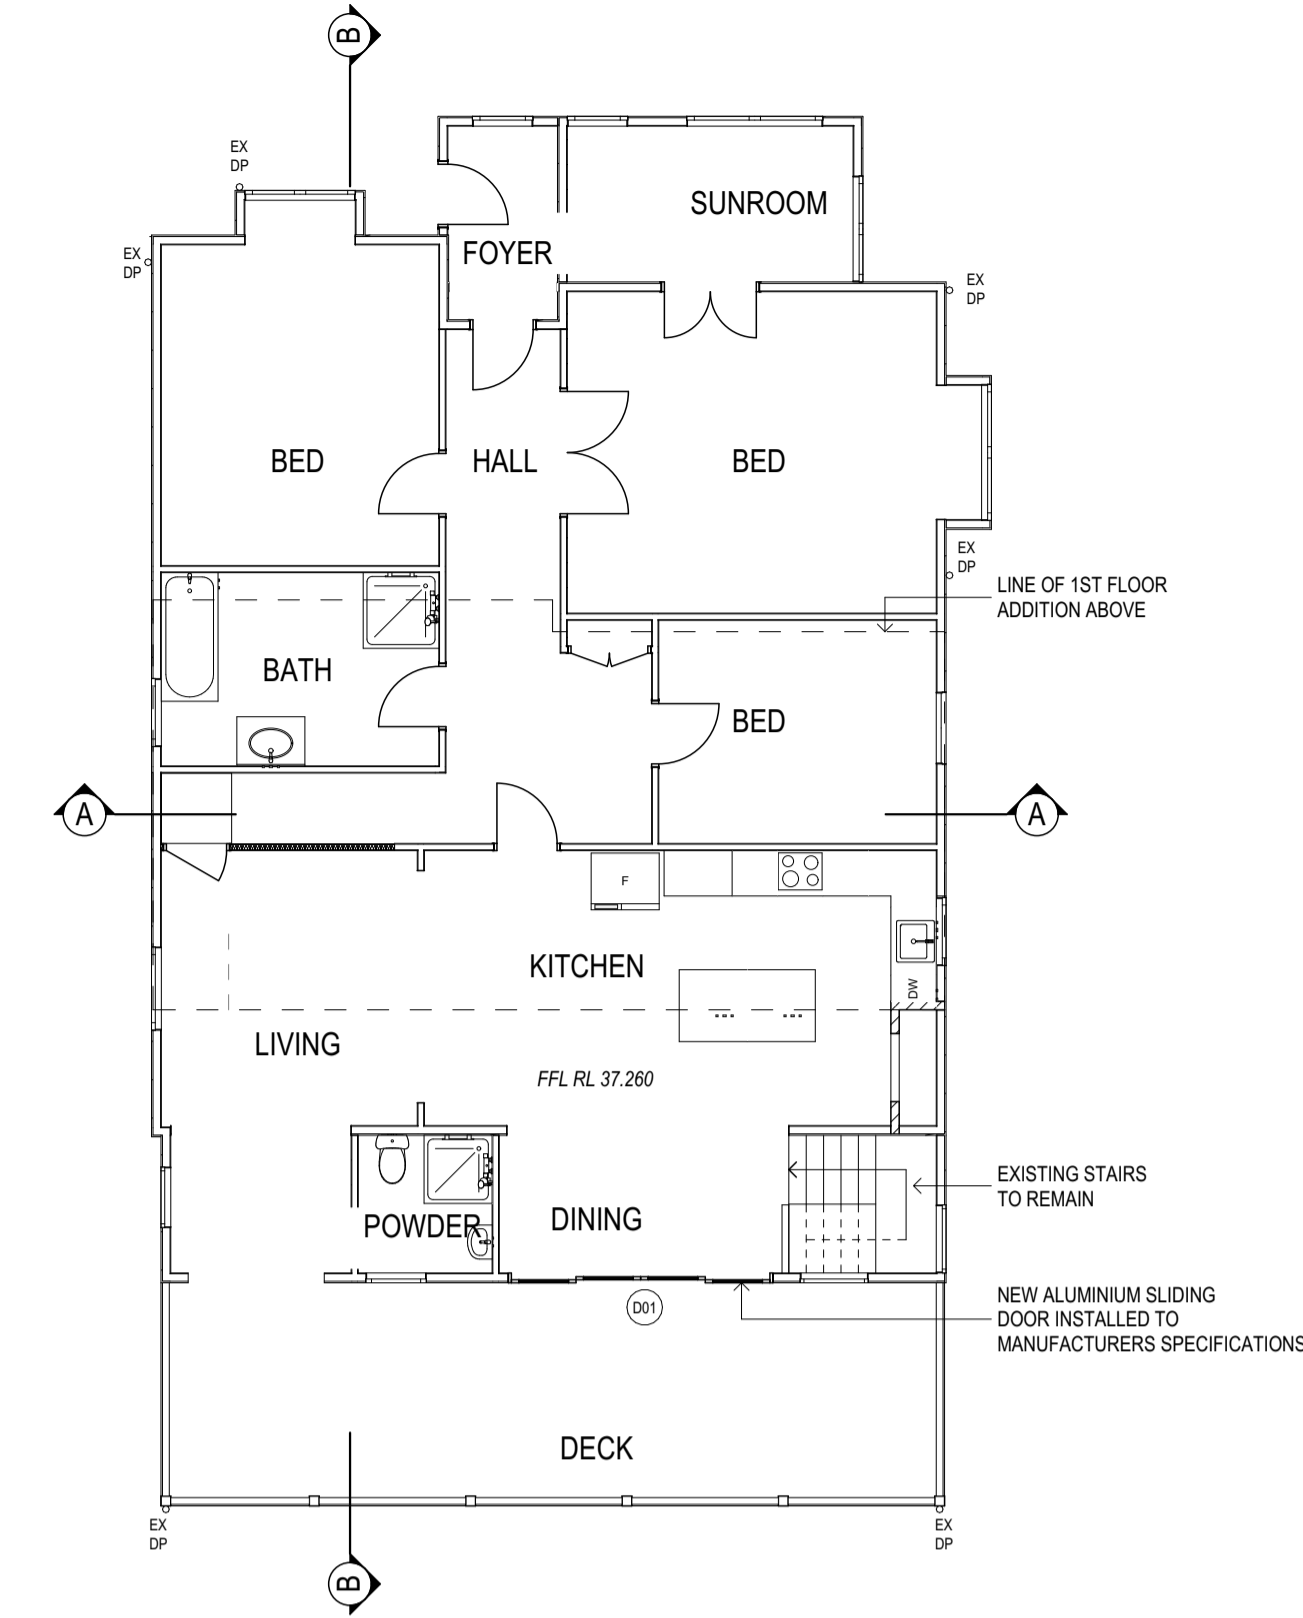 B
EX
DP
SUNROOM
FOYER
EX
DP
EX
DP
BED
HALL
BED
EX
DP
LINE OF 1ST FLOOR
ADDITION ABOVE
BATH
BED
A
A
F
KITCHEN
DW
LIVING
FFL RL 37.260
EXISTING STAIRS
TO REMAIN
POWDER
DINING
NEW ALUMINIUM SLIDING
DOOR INSTALLED TO
MANUFACTURERS SPECIFICATIONS
D01
DECK
EX
DP
EX
DP
B